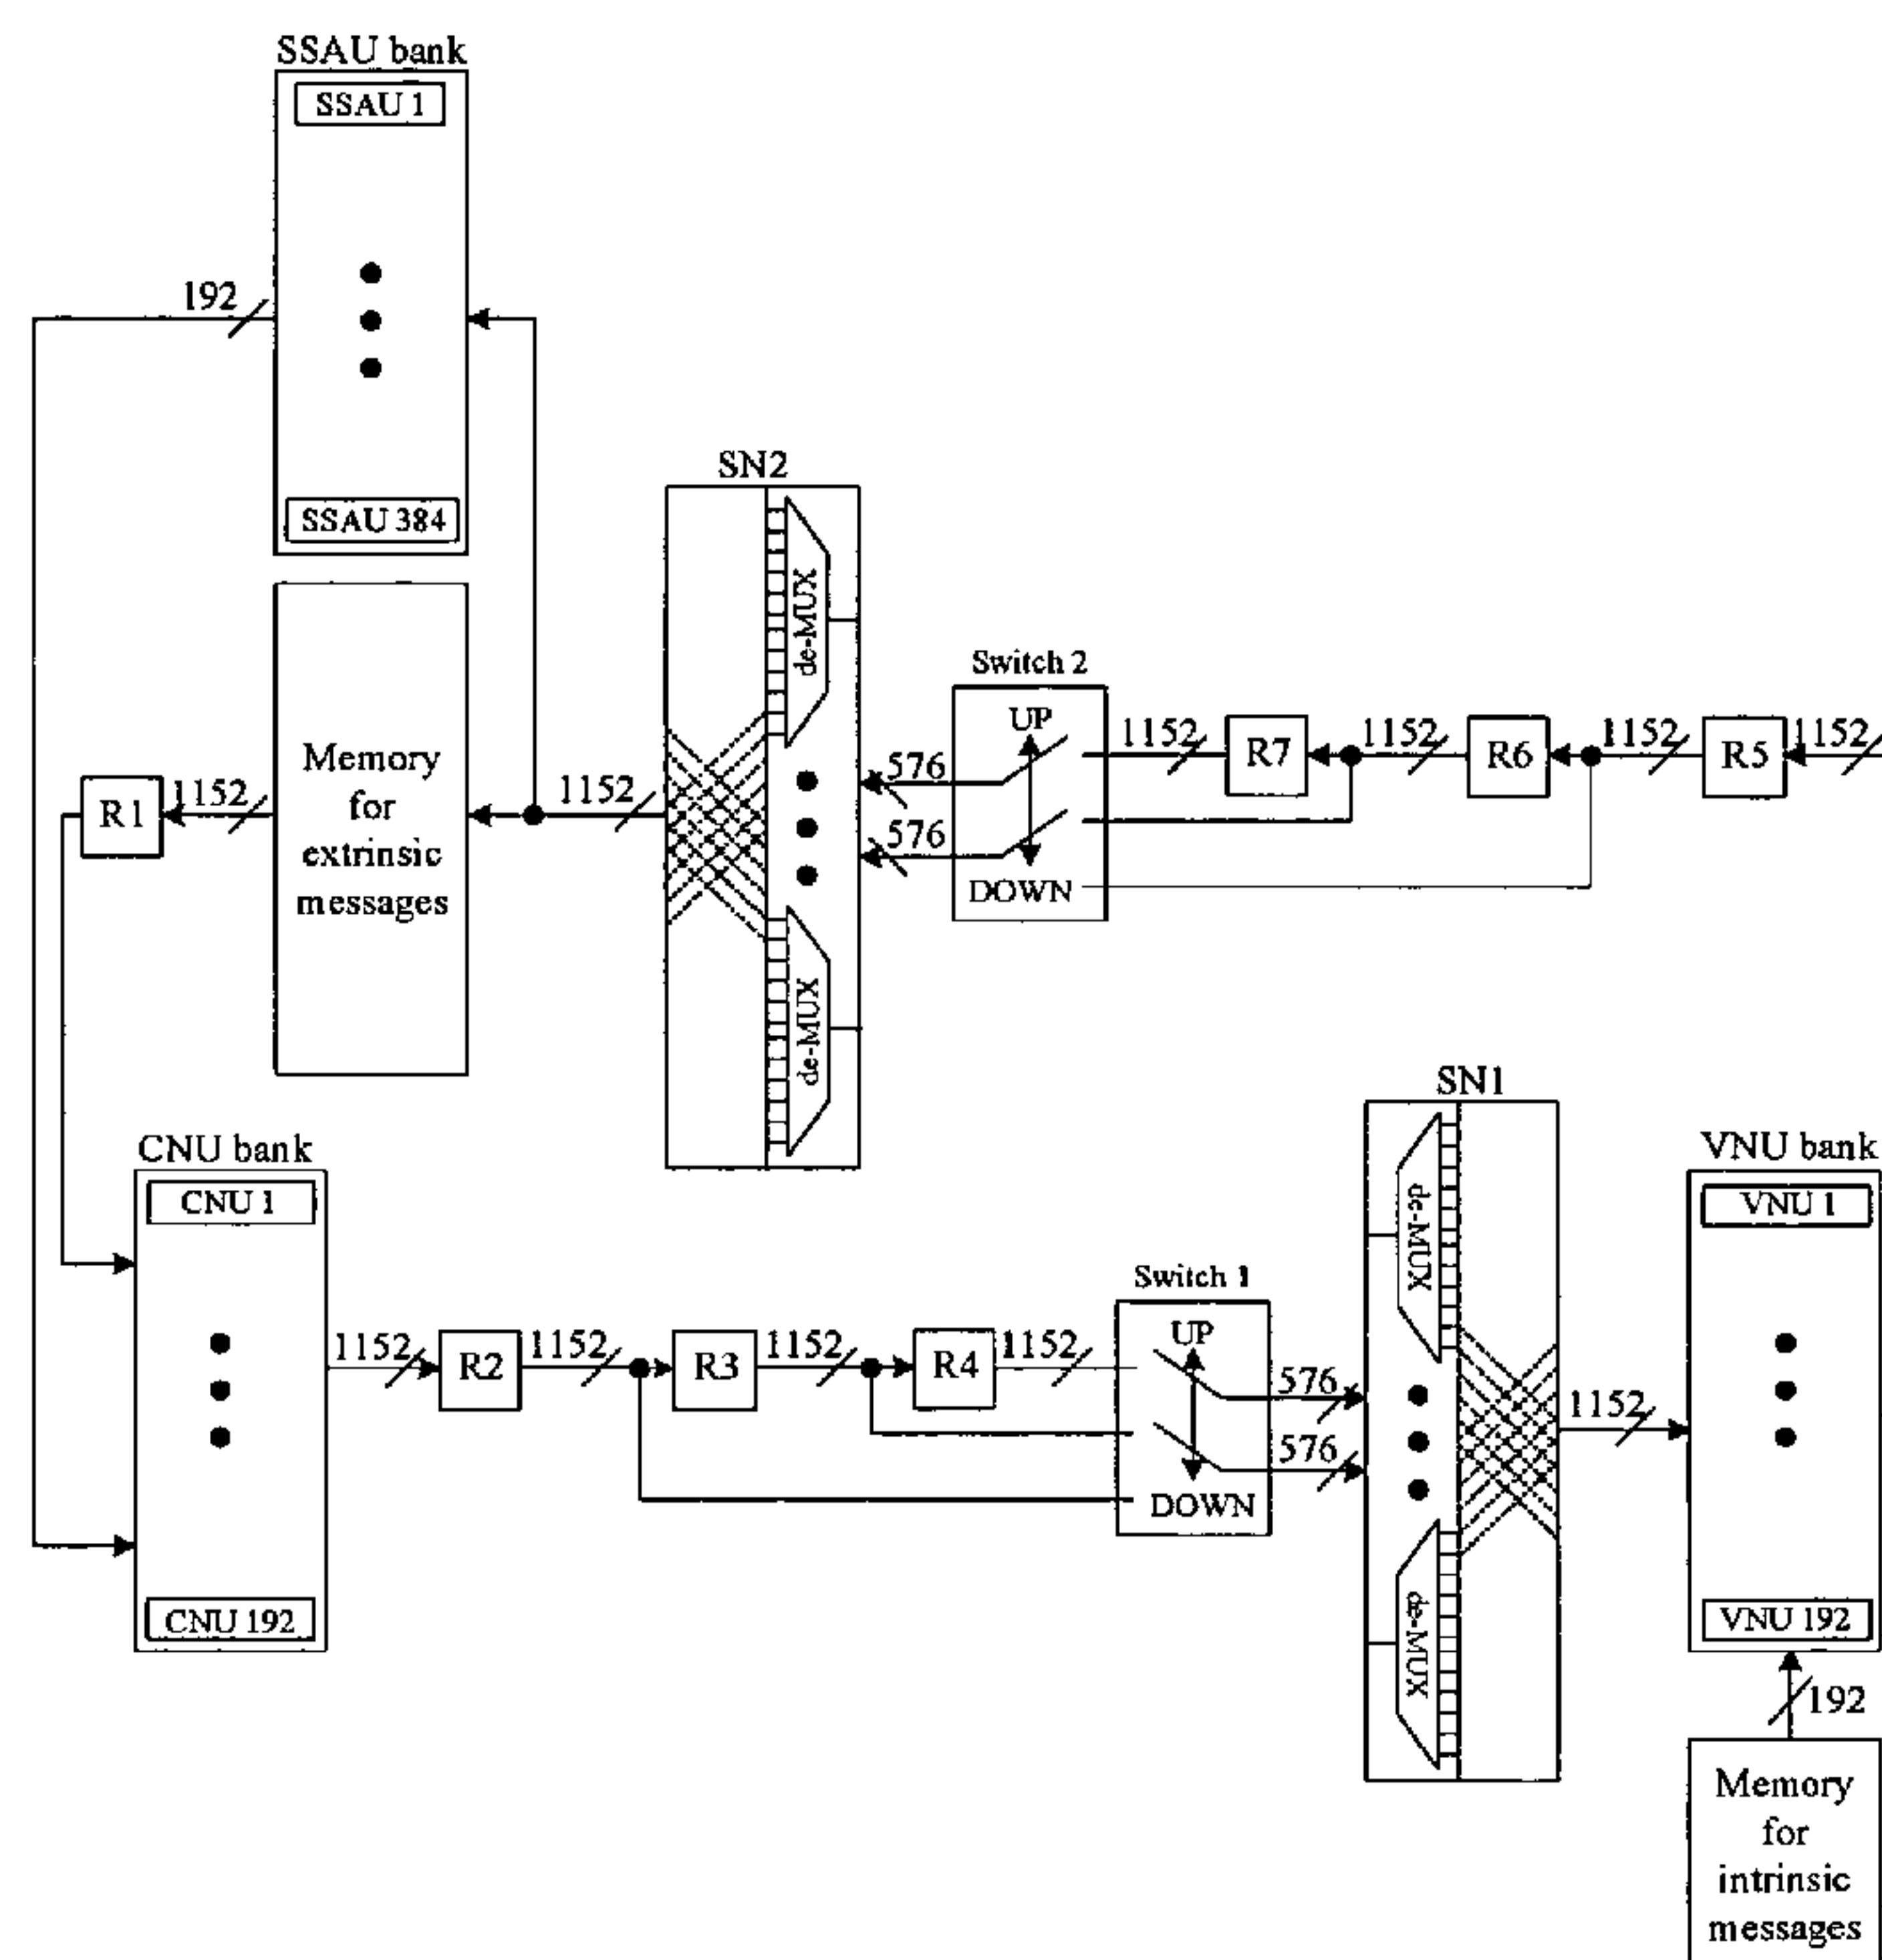 SSAU bank
SSAU 1
192
SSAU 384
SN2
de-MUX
de-MUX
Switch 2
UP
DOWN
576
576
1152
R7
1152
R6
1152
R5
1152
1152
Memory
for
extrinsic
messages
1152
R1
CNU bank
CNU 1
CNU 192
1152
R2
1152
R3
1152
R4
1152
Switch 1
UP
DOWN
576
576
SN1
de-MUX
de-MUX
1152
VNU bank
VNU 1
VNU 192
192
Memory
for
intrinsic
messages